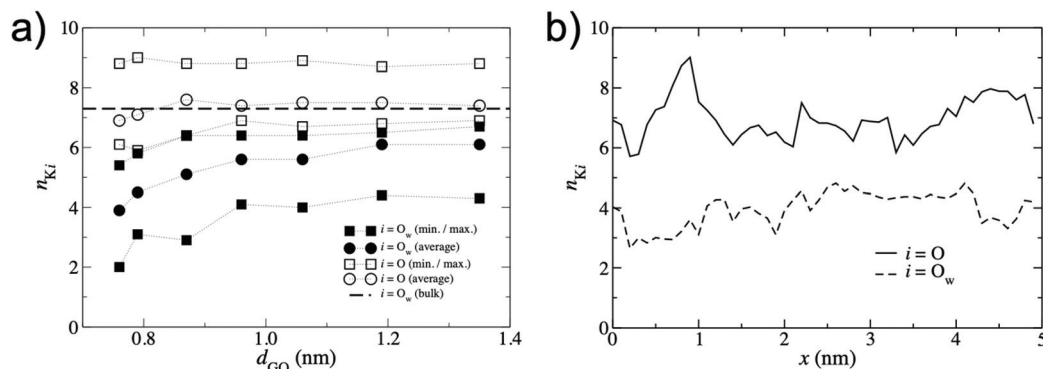 a)
10
8
6
4
2
0
n_Ki
0.8 1.0 1.2 1.4
d_GO (nm)
i = O_w (min. / max.)
i = O_w (average)
i = O (min. / max.)
i = O (average)
i = O_w (bulk)
b)
10
8
6
4
2
0
n_Ki
0 1 2 3 4 5
x (nm)
i = O
i = O_w